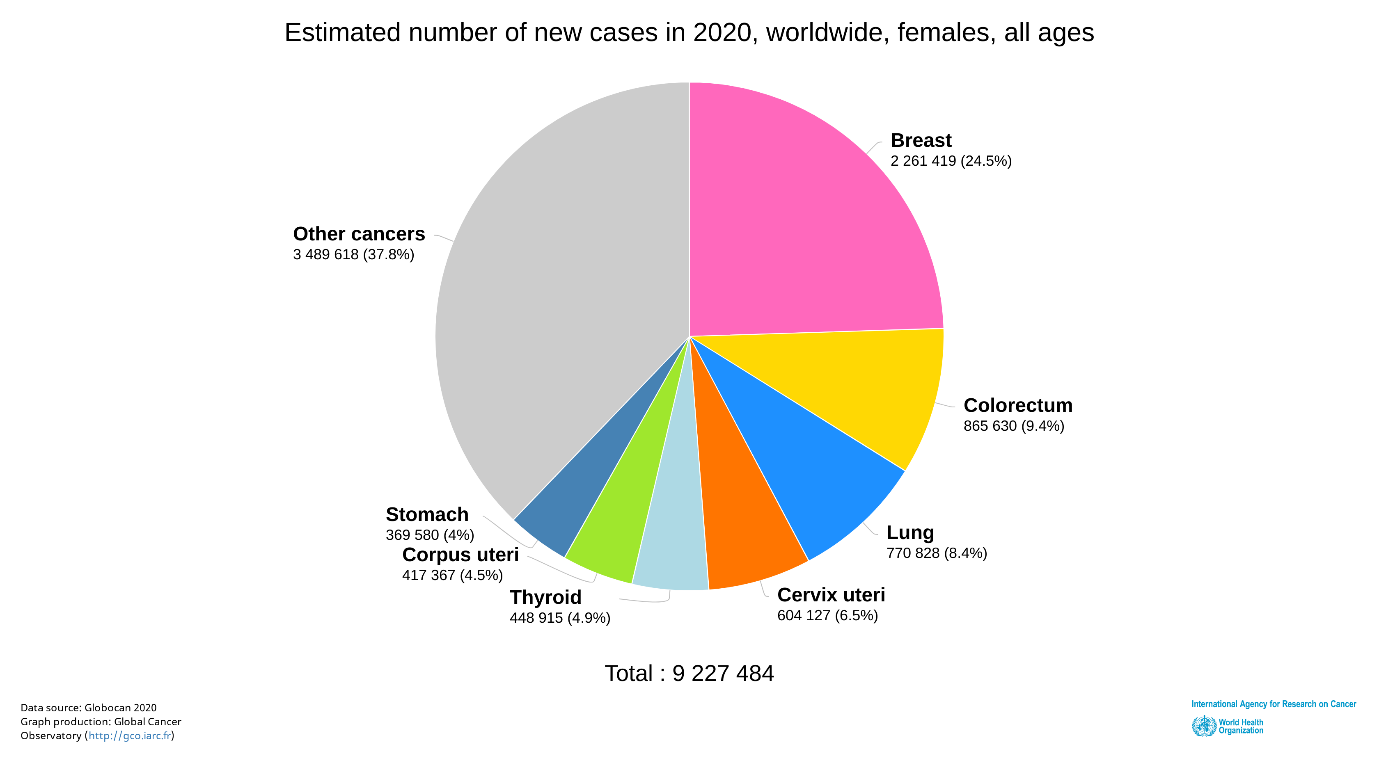 Estimated number of new cases in 2020, worldwide, females, all ages
Breast
2 261 419 (24.5%)
Other cancers
3 489 618 (37.8%)
Colorectum
865 630 (9.4%)
Stomach
369 580 (4%)
Lung
770 828 (8.4%)
Corpus uteri
417 367 (4.5%)
Thyroid
448 915 (4.9%)
Cervix uteri
604 127 (6.5%)
Total : 9 227 484
Data source: Globocan 2020
Graph production: Global Cancer
Observatory (http://gco.iarc.fr)
International Agency for Research on Cancer
World Health
Organization